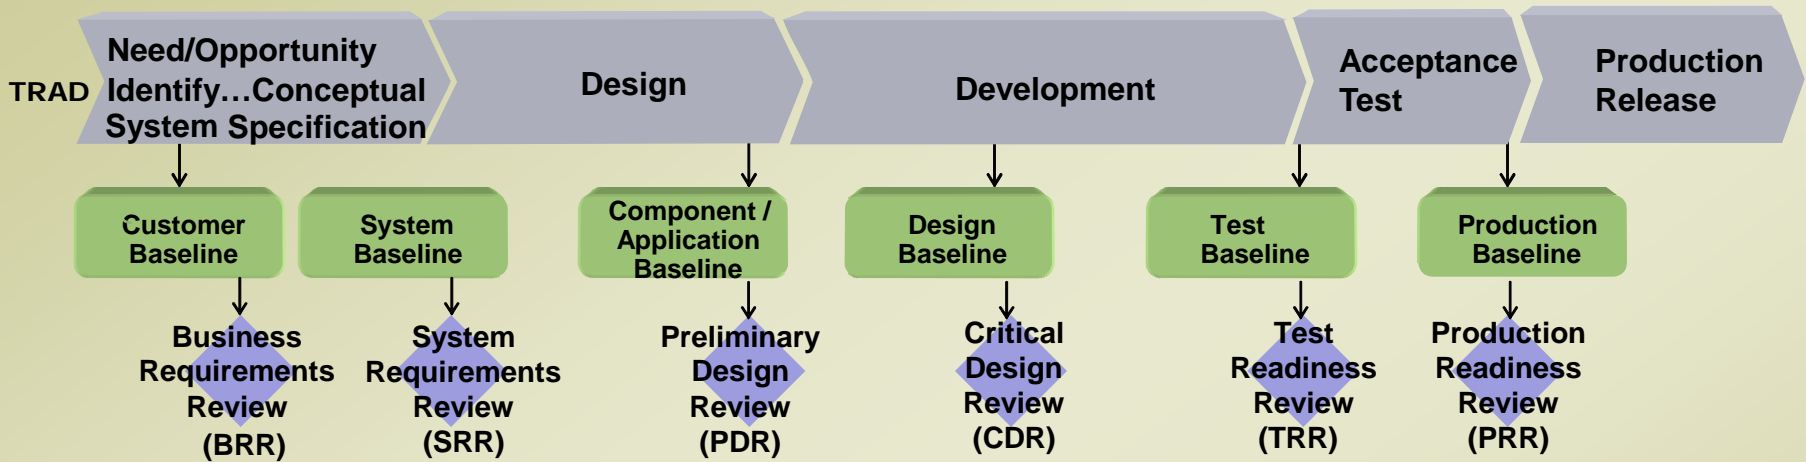 TRAD
Need/Opportunity
Identify…Conceptual
System Specification
Design
Development
Acceptance
Test
Production
Release
Customer
Baseline
System
Baseline
Component /
Application
Baseline
Design
Baseline
Test
Baseline
Production
Baseline
Business
Requirements
Review
(BRR)
System
Requirements
Review
(SRR)
Preliminary
Design
Review
(PDR)
Critical
Design
Review
(CDR)
Test
Readiness
Review
(TRR)
Production
Readiness
Review
(PRR)